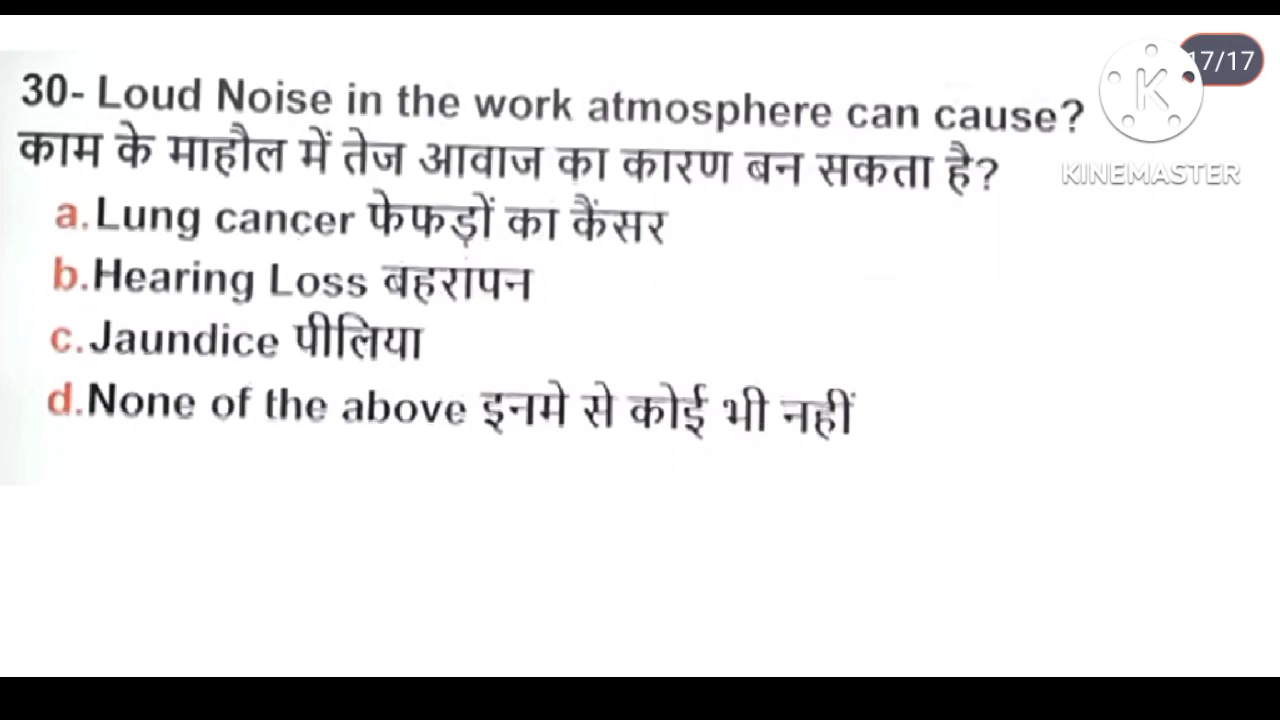 17/17
30- Loud Noise in the work atmosphere can cause?
काम के माहौल में तेज आवाज का कारण बन सकता है?
K
KINEMASTER
a.Lung cancer फेफड़ों का कैंसर
b.Hearing Loss बहरापन
c.Jaundice पीलिया
d.None of the above इनमे से कोई भी नहीं